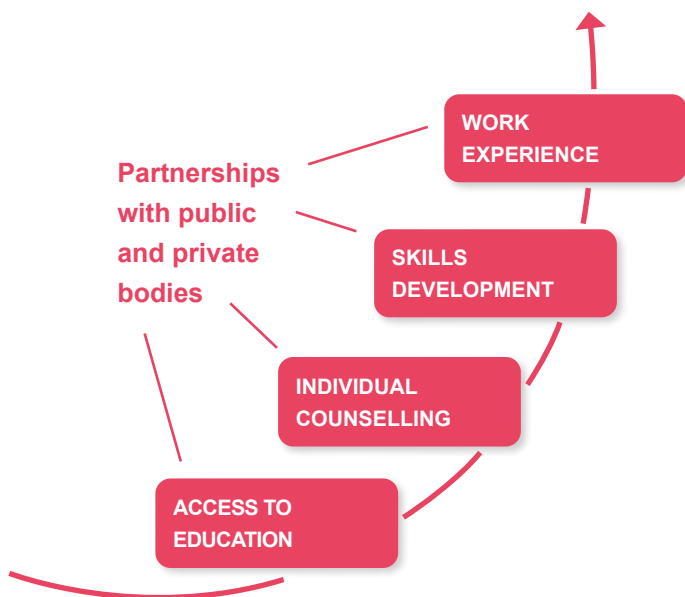 WORK
EXPERIENCE
Partnerships
with public
and private
bodies
SKILLS
DEVELOPMENT
INDIVIDUAL
COUNSELLING
ACCESS TO
EDUCATION